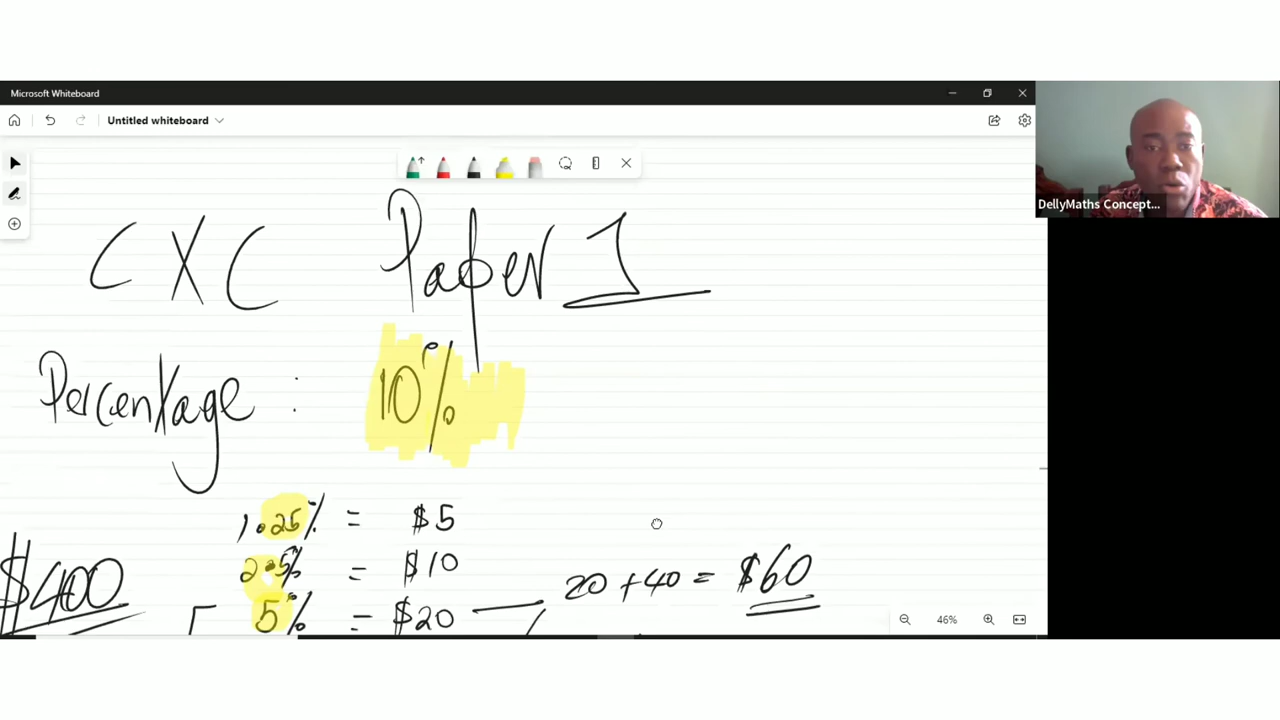 Microsoft Whiteboard
Untitled whiteboard
CXC Paper 1
Percentage : 10%
1.25% = $5
2.5% = $10
$400
5% = $20
20 + 40 = $60
46%
DellyMaths Concept...